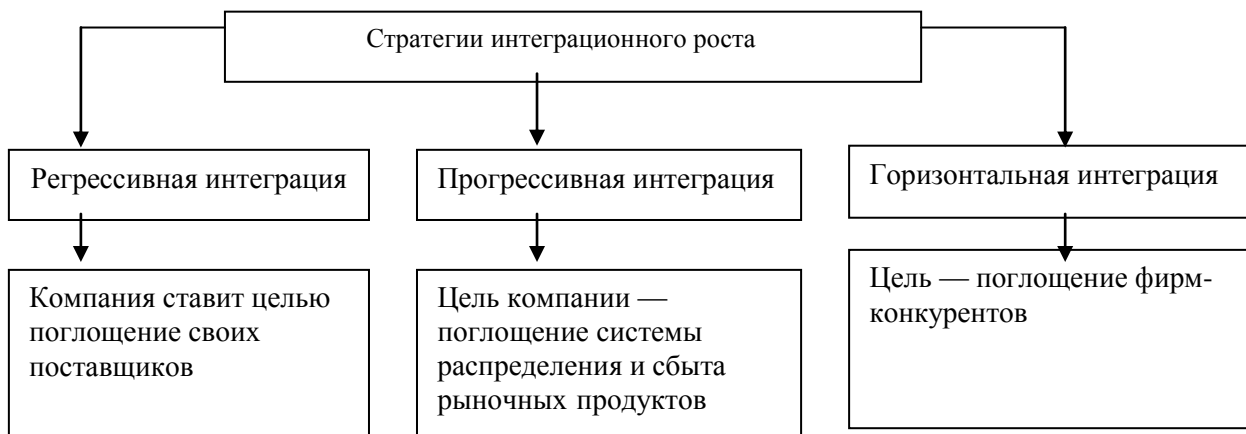 Стратегии интеграционного роста
Регрессивная интеграция
Прогрессивная интеграция
Горизонтальная интеграция
Компания ставит целью
поглощение своих
поставщиков
Цель компании —
поглощение системы
распределения и сбыта
рыночных продуктов
Цель — поглощение фирм-
конкурентов